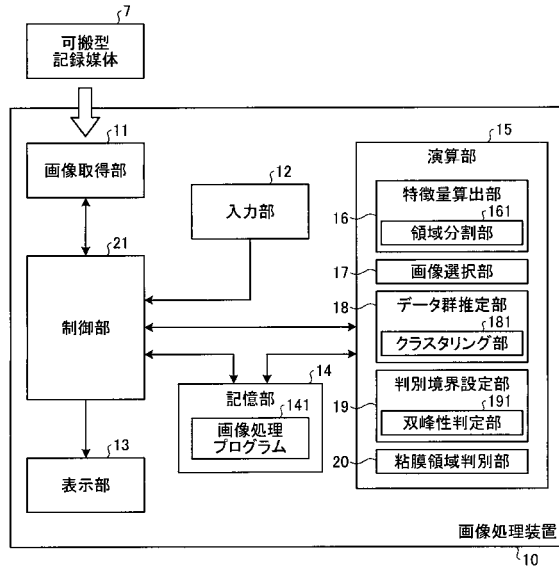 7
可搬型
記録媒体
11
画像取得部
12
入力部
15
演算部
特徴量算出部
16
161
領域分割部
17
画像選択部
21
制御部
18
データ群推定部
181
クラスタリング部
14
記憶部
141
画像処理
プログラム
判別境界設定部
19
191
双峰性判定部
13
表示部
20
粘膜領域判別部
画像処理装置
10